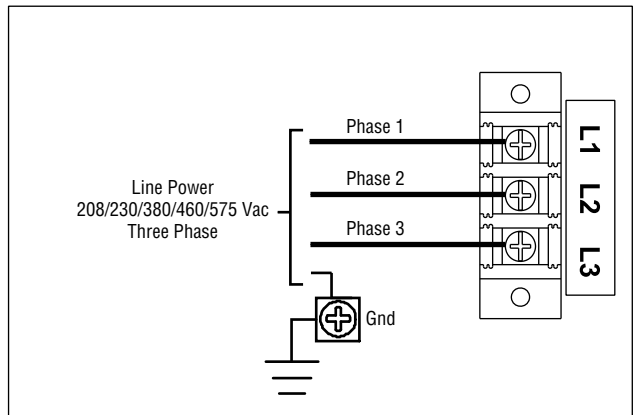 Phase 1
L1
Line Power
208/230/380/460/575 Vac
Three Phase
Phase 2
L2
Phase 3
L3
Gnd